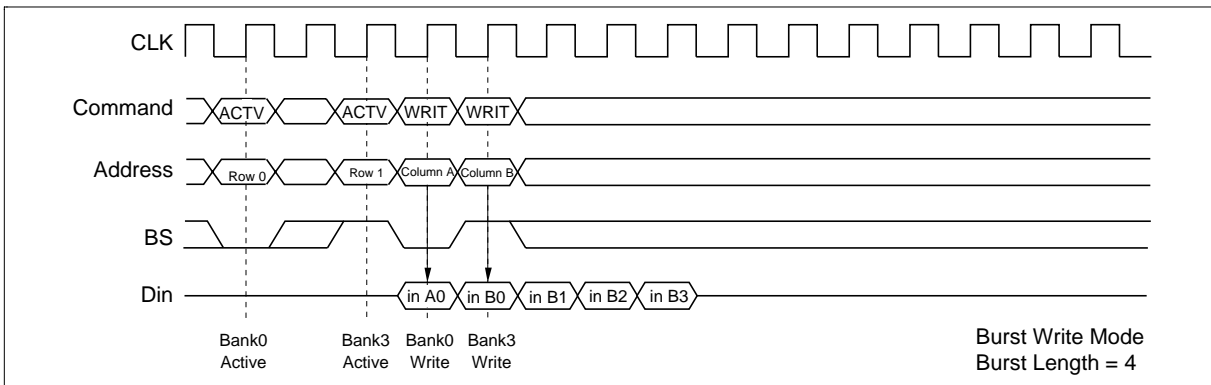 CLK
Command ACTV ACTV WRIT WRIT
Address Row 0 Row 1 Column A Column B
BS
Din in A0 in B0 in B1 in B2 in B3
Bank0 Bank3 Bank0 Bank3
Active Active Write Write
Burst Write Mode
Burst Length = 4